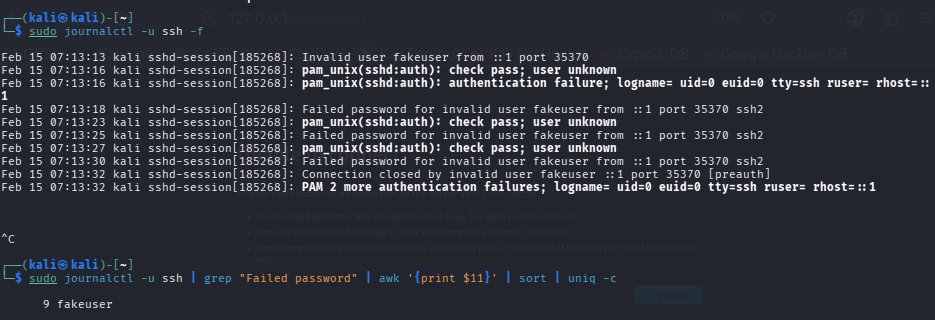 127.0.0.1
80%
Exploit-DB
Google Hacking DB
┌──(kali㉿kali)-[~]
└─$ sudo journalctl -u ssh -f
Feb 15 07:13:13 kali sshd-session[185268]: Invalid user fakeuser from ::1 port 35370
Feb 15 07:13:16 kali sshd-session[185268]: pam_unix(sshd:auth): check pass; user unknown
Feb 15 07:13:16 kali sshd-session[185268]: pam_unix(sshd:auth): authentication failure; logname= uid=0 euid=0 tty=ssh ruser= rhost=::
1
Feb 15 07:13:18 kali sshd-session[185268]: Failed password for invalid user fakeuser from ::1 port 35370 ssh2
Feb 15 07:13:23 kali sshd-session[185268]: pam_unix(sshd:auth): check pass; user unknown
Feb 15 07:13:25 kali sshd-session[185268]: Failed password for invalid user fakeuser from ::1 port 35370 ssh2
Feb 15 07:13:27 kali sshd-session[185268]: pam_unix(sshd:auth): check pass; user unknown
Feb 15 07:13:30 kali sshd-session[185268]: Failed password for invalid user fakeuser from ::1 port 35370 ssh2
Feb 15 07:13:32 kali sshd-session[185268]: Connection closed by invalid user fakeuser ::1 port 35370 [preauth]
Feb 15 07:13:32 kali sshd-session[185268]: PAM 2 more authentication failures; logname= uid=0 euid=0 tty=ssh ruser= rhost=::1
^C
┌──(kali㉿kali)-[~]
└─$ sudo journalctl -u ssh | grep "Failed password" | awk '{print $11}' | sort | uniq -c
9 fakeuser